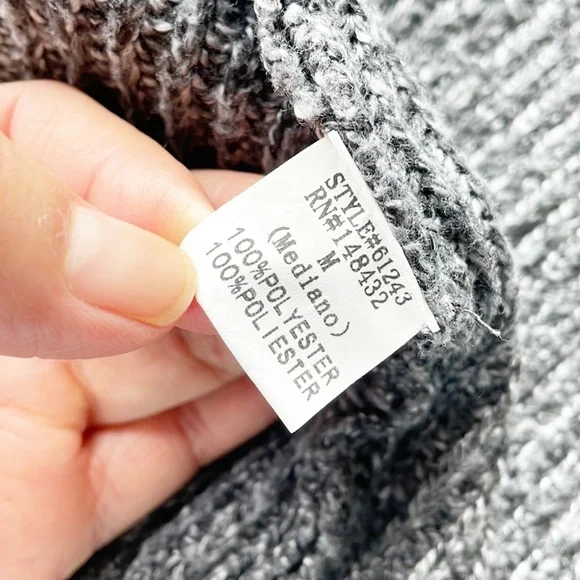 STYLE#61243
RN#148432
M
(Mediano)
100%POLYESTER
100%POLIESTER